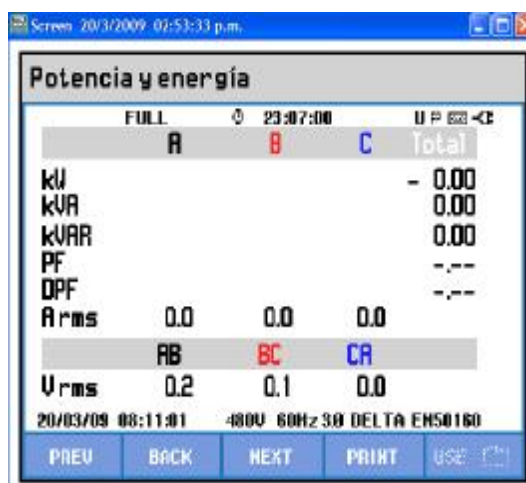 Screen 20/3/2009 02:53:33 p.m.
Potencia y energía
FULL 23:07:00 U
A B C Total
kW - 0.00
kVA 0.00
kVAR 0.00
PF -.--
DPF -.--
A rms 0.0 0.0 0.0
AB BC CA
V rms 0.2 0.1 0.0
20/03/09 08:11:01 480V 60Hz 3Ø DELTA EN50160
PREV BACK NEXT PRINT USE